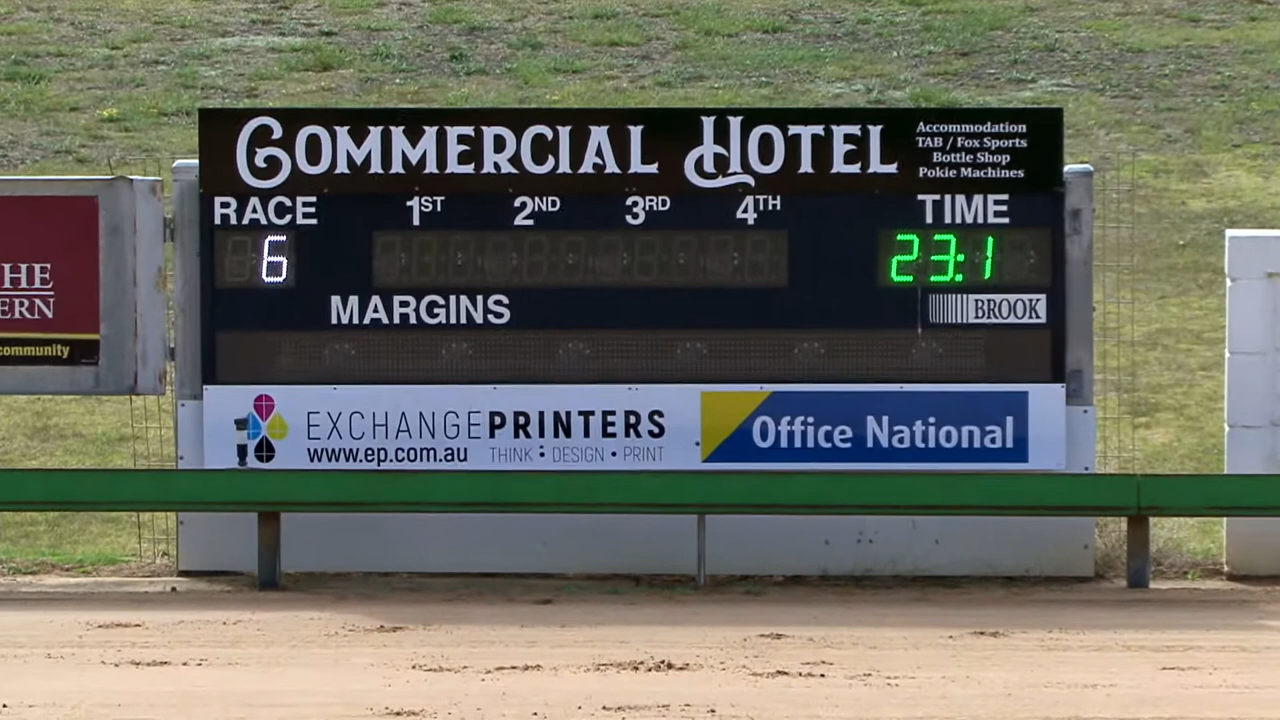 COMMERCIAL HOTEL
Accommodation
TAB / Fox Sports
Bottle Shop
Pokie Machines
RACE 1ST 2ND 3RD 4TH TIME
6 23:1
MARGINS
BROOK
HE
ERN
community
EXCHANGEPRINTERS
www.ep.com.au THINK : DESIGN • PRINT
Office National